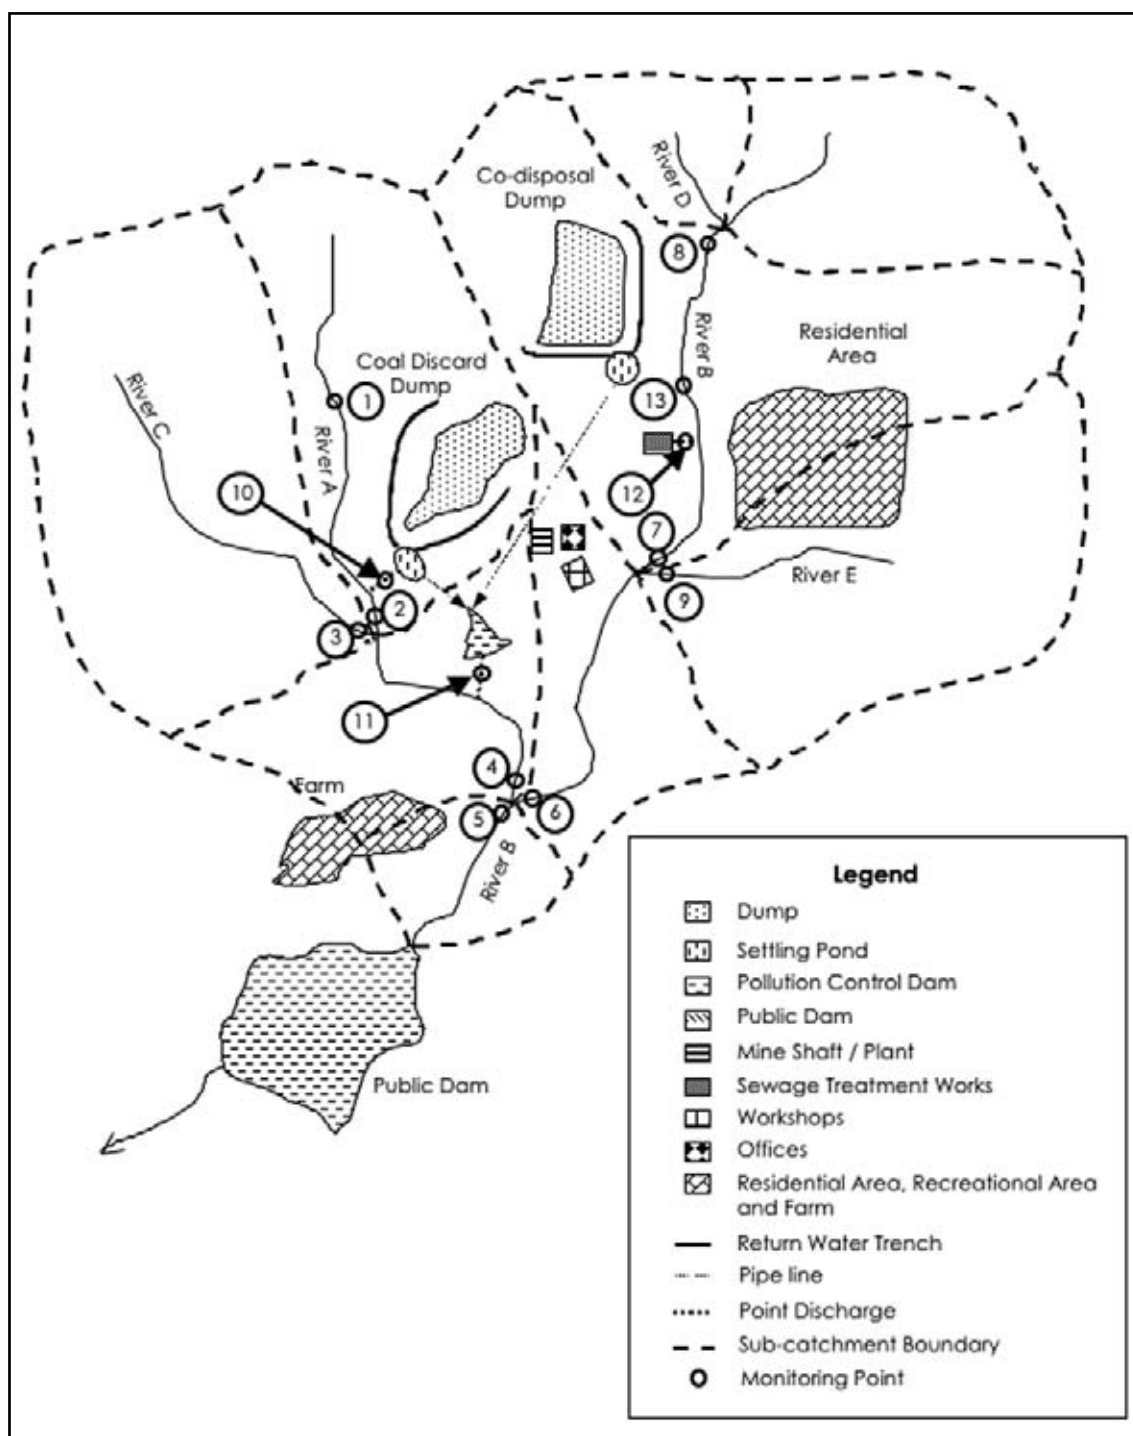 Co-disposal
Dump
River D
8
River B
Residential
Area
Coal Discard
Dump
River C
1
13
River A
10
12
7
River E
2
9
3
11
4
Farm
5
6
River B
Public Dam
Legend
Dump
Settling Pond
Pollution Control Dam
Public Dam
Mine Shaft / Plant
Sewage Treatment Works
Workshops
Offices
Residential Area, Recreational Area
and Farm
Return Water Trench
Pipe line
Point Discharge
Sub-catchment Boundary
Monitoring Point